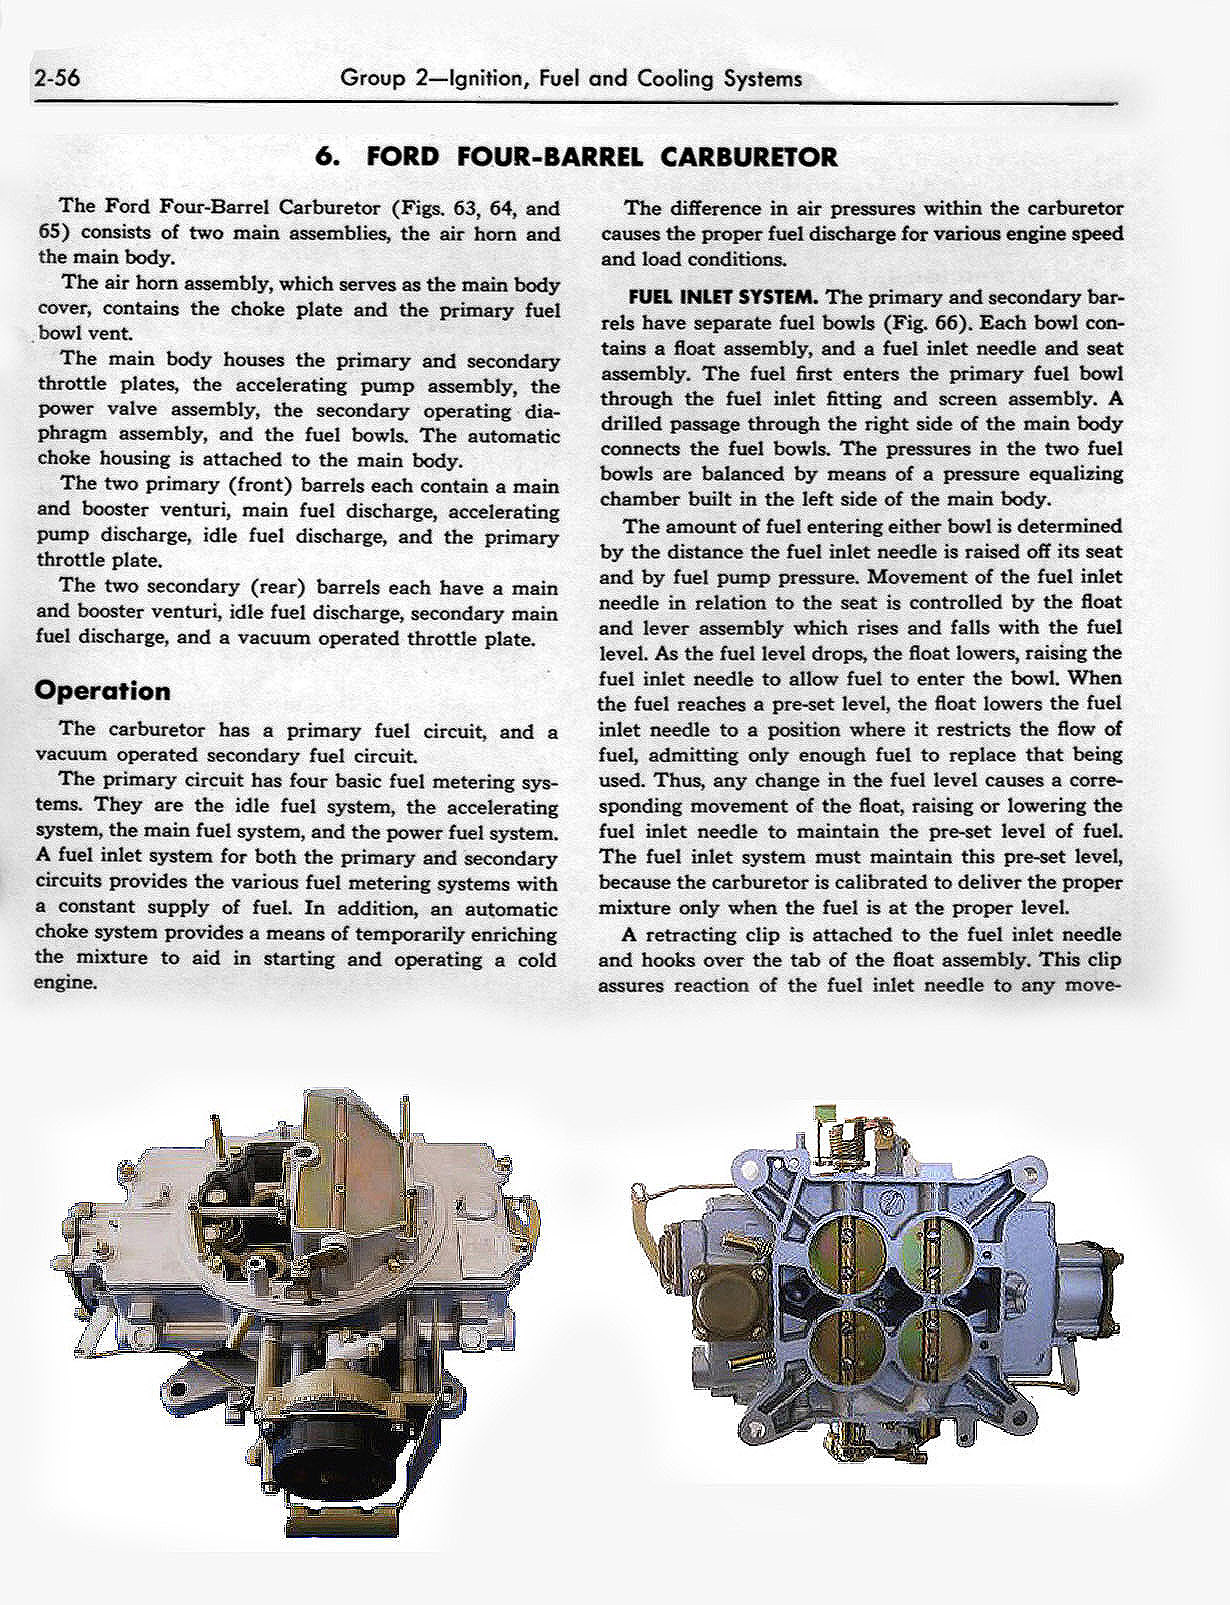 2-56
Group 2—Ignition, Fuel and Cooling Systems
6. FORD FOUR-BARREL CARBURETOR
The Ford Four-Barrel Carburetor (Figs. 63, 64, and
65) consists of two main assemblies, the air horn and
the main body.
The air horn assembly, which serves as the main body
cover, contains the choke plate and the primary fuel
bowl vent.
The main body houses the primary and secondary
throttle plates, the accelerating pump assembly, the
power valve assembly, the secondary operating dia-
phragm assembly, and the fuel bowls. The automatic
choke housing is attached to the main body.
The two primary (front) barrels each contain a main
and booster venturi, main fuel discharge, accelerating
pump discharge, idle fuel discharge, and the primary
throttle plate.
The two secondary (rear) barrels each have a main
and booster venturi, idle fuel discharge, secondary main
fuel discharge, and a vacuum operated throttle plate.
Operation
The carburetor has a primary fuel circuit, and a
vacuum operated secondary fuel circuit.
The primary circuit has four basic fuel metering sys-
tems. They are the idle fuel system, the accelerating
system, the main fuel system, and the power fuel system.
A fuel inlet system for both the primary and secondary
circuits provides the various fuel metering systems with
a constant supply of fuel. In addition, an automatic
choke system provides a means of temporarily enriching
the mixture to aid in starting and operating a cold
engine.
The difference in air pressures within the carburetor
causes the proper fuel discharge for various engine speed
and load conditions.
FUEL INLET SYSTEM. The primary and secondary bar-
rels have separate fuel bowls (Fig. 66). Each bowl con-
tains a float assembly, and a fuel inlet needle and seat
assembly. The fuel first enters the primary fuel bowl
through the fuel inlet fitting and screen assembly. A
drilled passage through the right side of the main body
connects the fuel bowls. The pressures in the two fuel
bowls are balanced by means of a pressure equalizing
chamber built in the left side of the main body.
The amount of fuel entering either bowl is determined
by the distance the fuel inlet needle is raised off its seat
and by fuel pump pressure. Movement of the fuel inlet
needle in relation to the seat is controlled by the float
and lever assembly which rises and falls with the fuel
level. As the fuel level drops, the float lowers, raising the
fuel inlet needle to allow fuel to enter the bowl. When
the fuel reaches a pre-set level, the float lowers the fuel
inlet needle to a position where it restricts the flow of
fuel, admitting only enough fuel to replace that being
used. Thus, any change in the fuel level causes a corre-
sponding movement of the float, raising or lowering the
fuel inlet needle to maintain the pre-set level of fuel.
The fuel inlet system must maintain this pre-set level,
because the carburetor is calibrated to deliver the proper
mixture only when the fuel is at the proper level.
A retracting clip is attached to the fuel inlet needle
and hooks over the tab of the float assembly. This clip
assures reaction of the fuel inlet needle to any move-